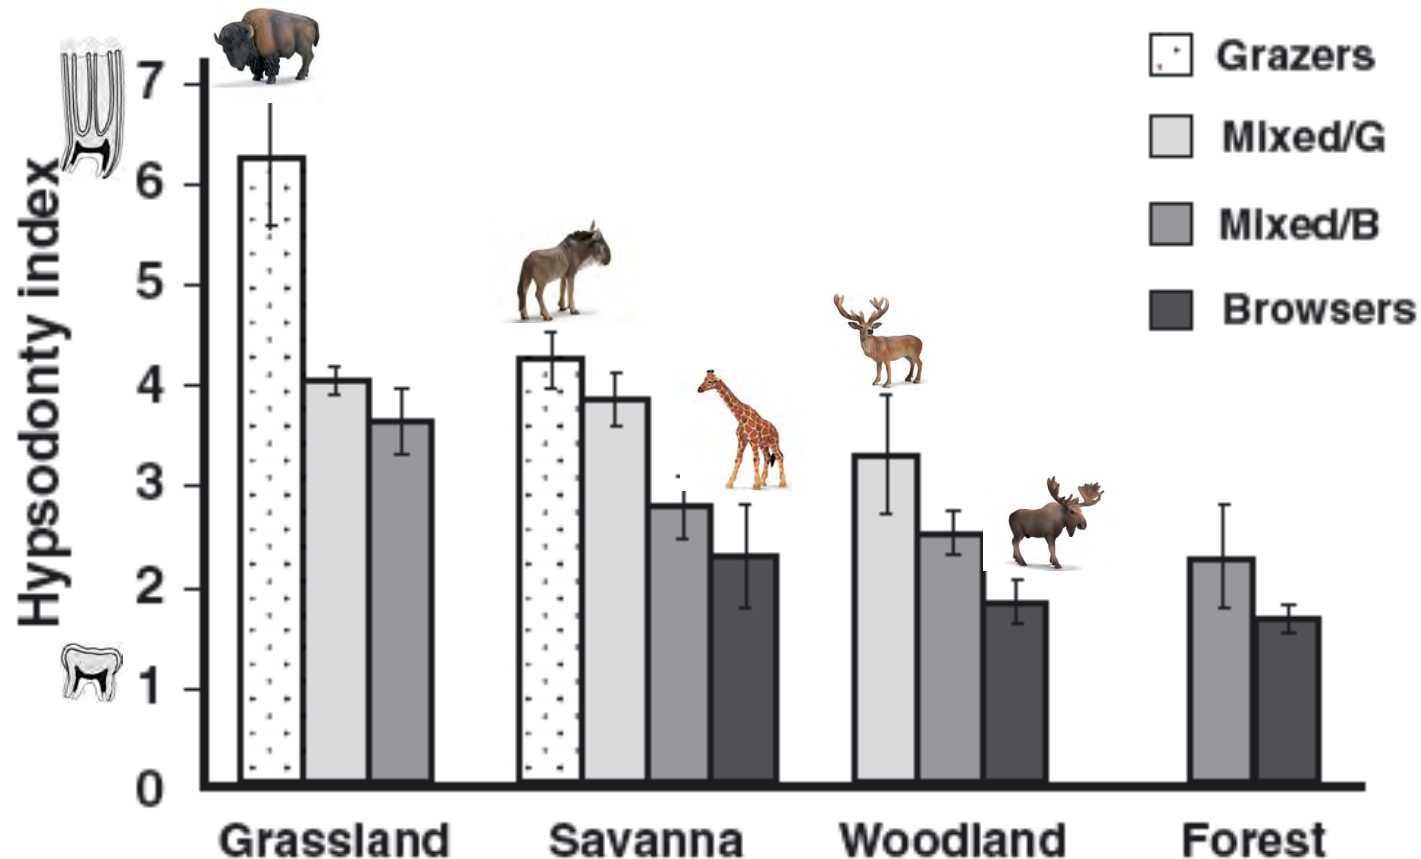 Hypsodonty index
7
6
5
4
3
2
1
0
Grazers
MIxed/G
MIxed/B
Browsers
Grassland
Savanna
Woodland
Forest